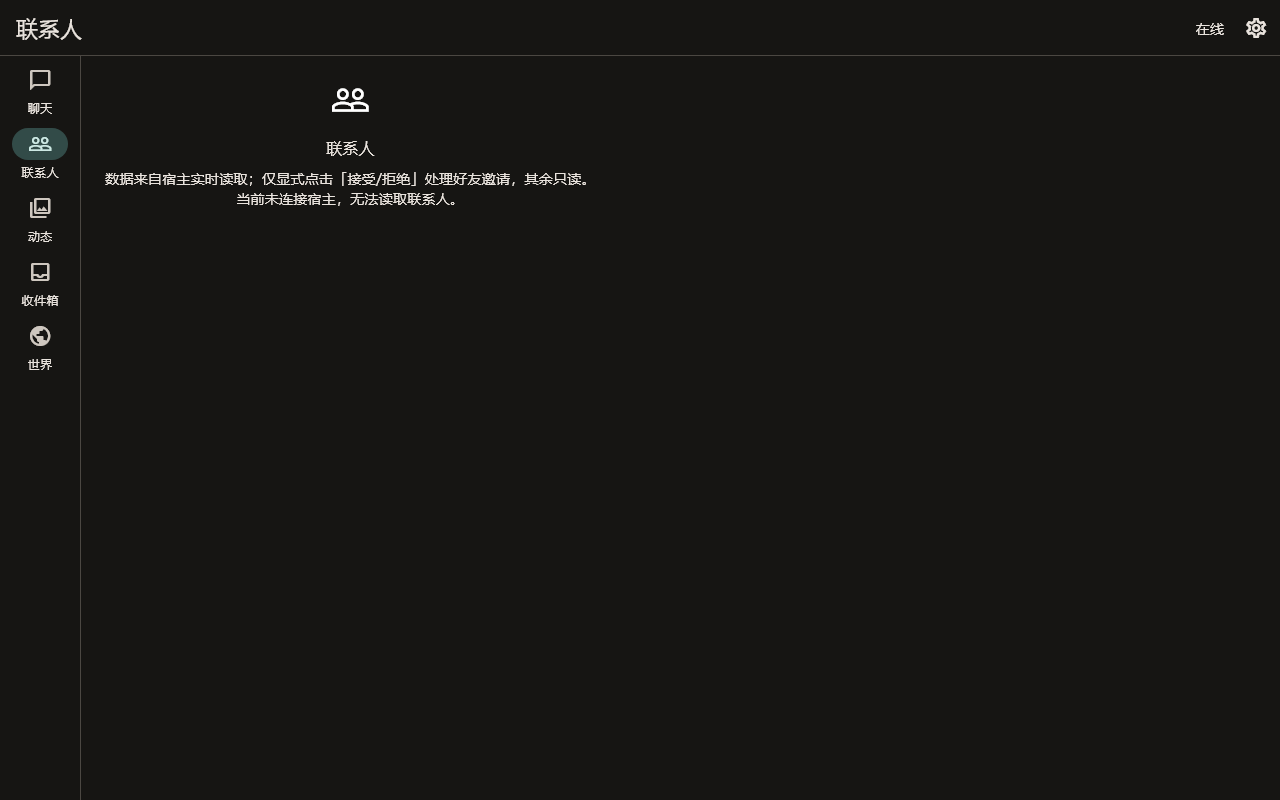 联系人
在线
聊天
联系人
动态
收件箱
世界
联系人
数据来自宿主实时读取；仅显式点击「接受/拒绝」处理好友邀请，其余只读。
当前未连接宿主，无法读取联系人。